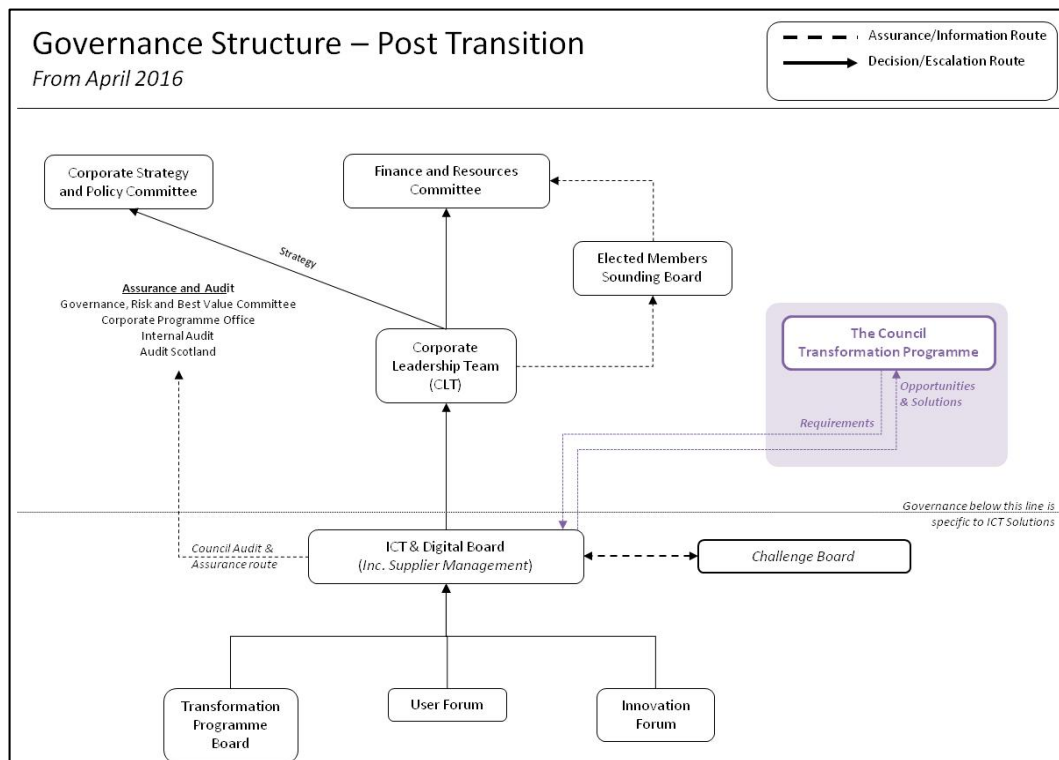 Governance Structure – Post Transition
From April 2016
Assurance/Information Route
Decision/Escalation Route
Corporate Strategy
and Policy Committee
Finance and Resources
Committee
Strategy
Elected Members
Sounding Board
Assurance and Audit
Governance, Risk and Best Value Committee
Corporate Programme Office
Internal Audit
Audit Scotland
Corporate
Leadership Team
(CLT)
The Council
Transformation Programme
Opportunities
& Solutions
Requirements
Governance below this line is
specific to ICT Solutions
Council Audit &
Assurance route
ICT & Digital Board
(Inc. Supplier Management)
Challenge Board
Transformation
Programme
Board
User Forum
Innovation
Forum